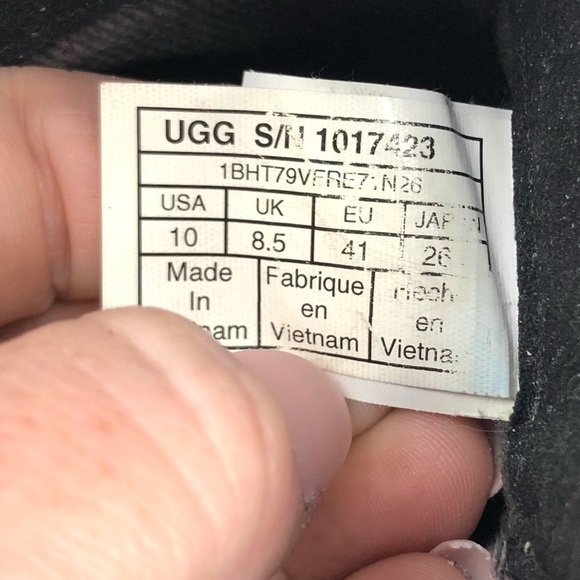 UGG S/N 1017423
USA UK EU
10 8.5 41 26
Made Fabrique
In en en
Vietnam